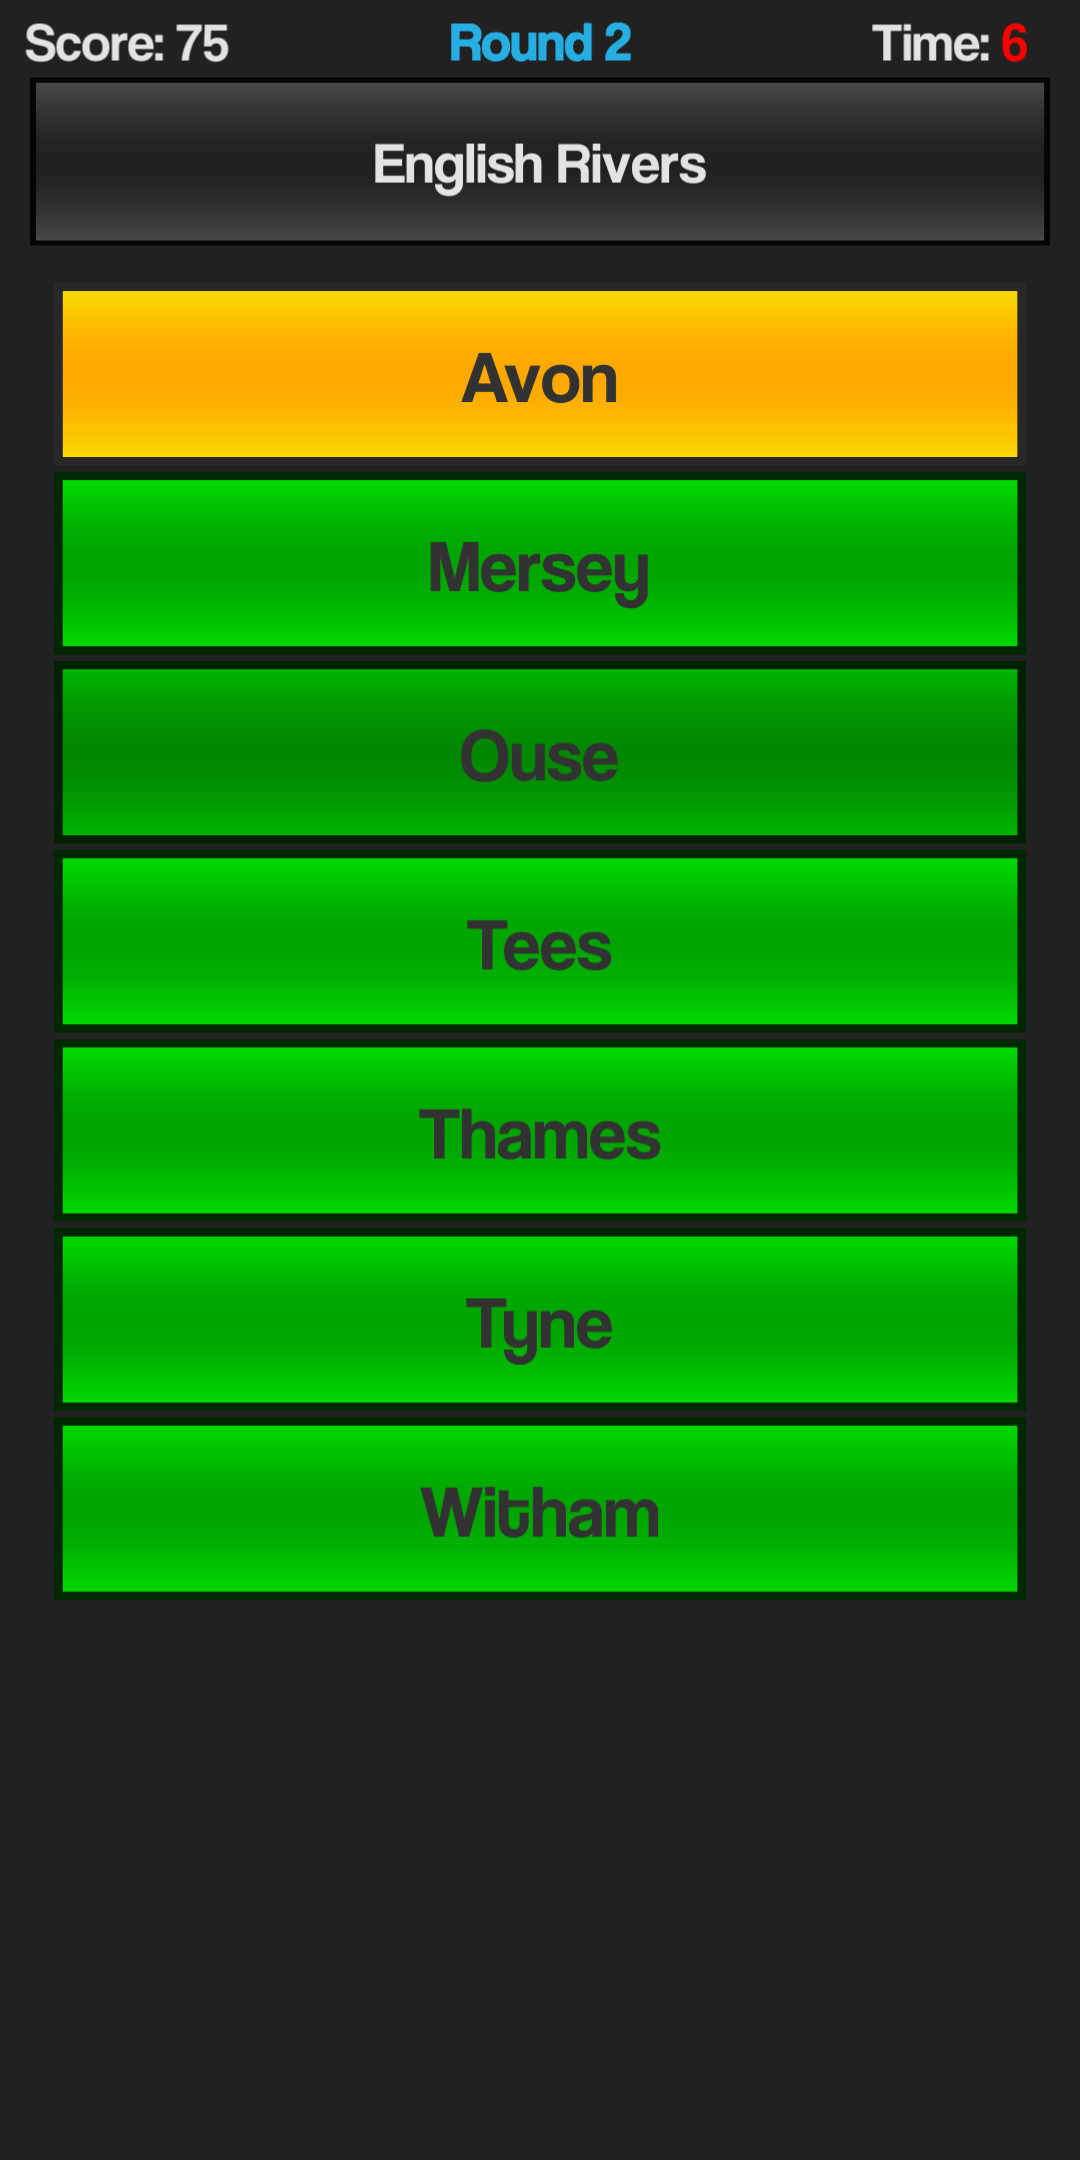 Score: 75
Round 2
Time: 6
English Rivers
Avon
Mersey
Ouse
Tees
Thames
Tyne
Witham